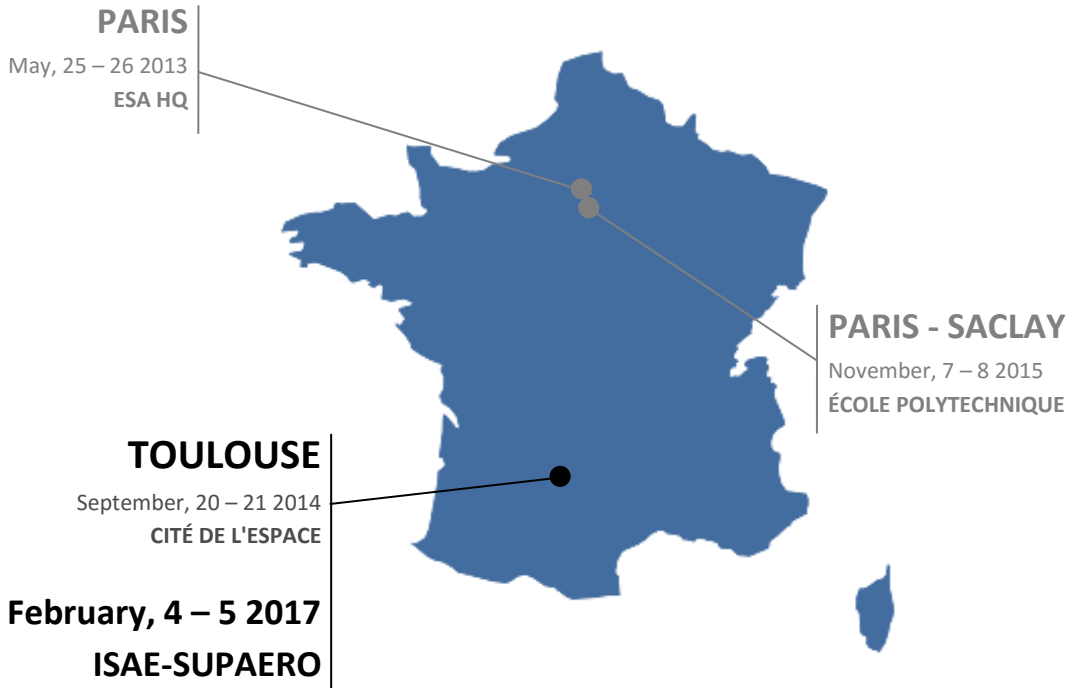 PARIS
May, 25 – 26 2013
ESA HQ
PARIS - SACLAY
November, 7 – 8 2015
ÉCOLE POLYTECHNIQUE
TOULOUSE
September, 20 – 21 2014
CITÉ DE L'ESPACE
February, 4 – 5 2017
ISAE-SUPAERO